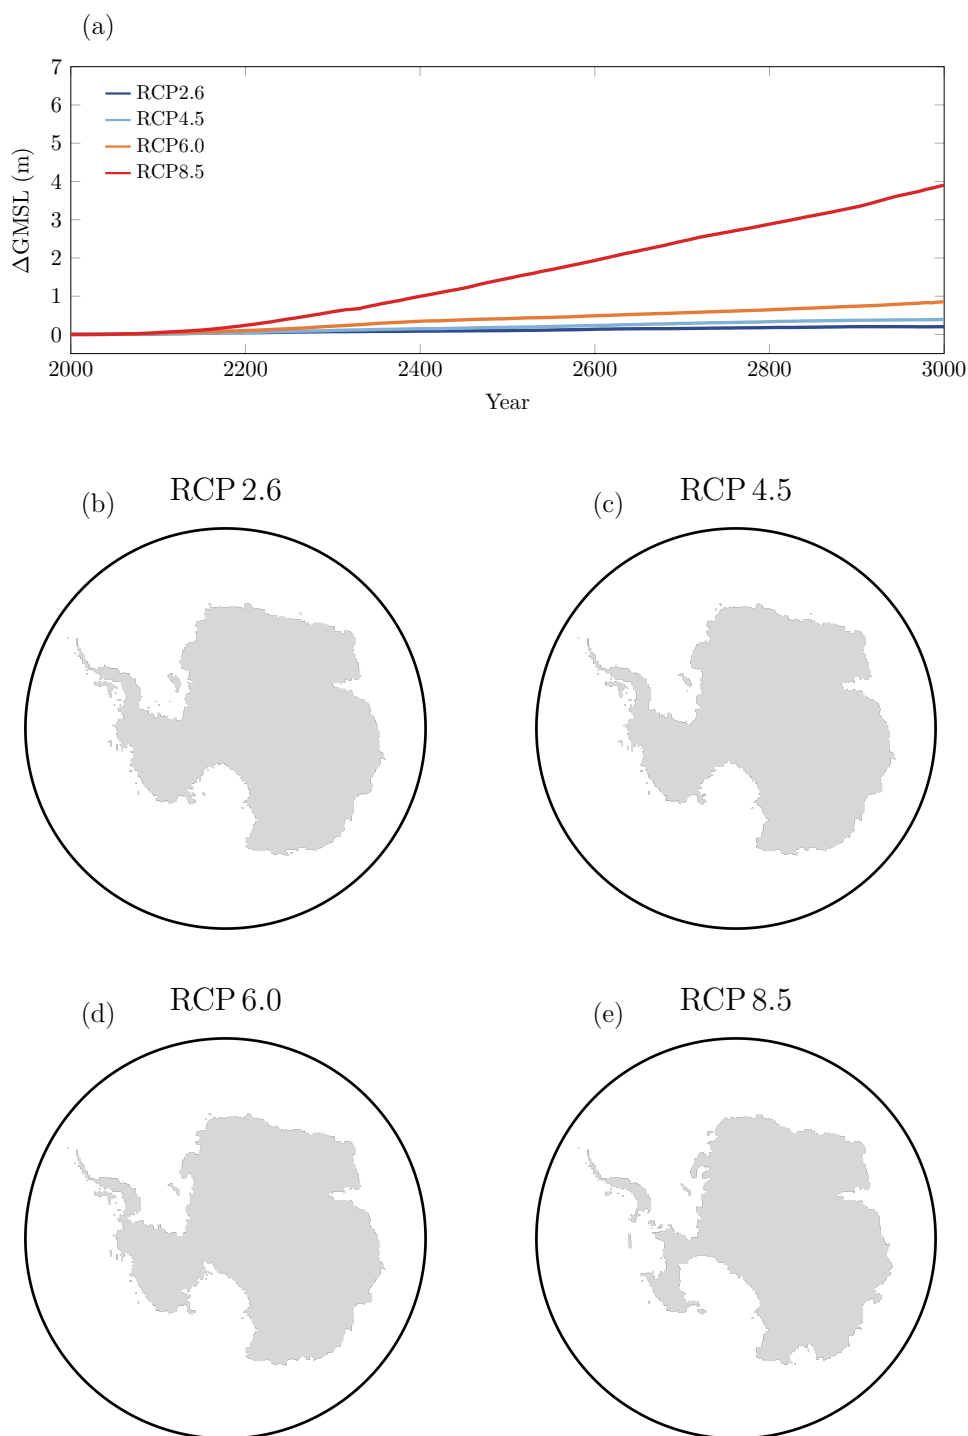 (a)
7
6
5
4
3
2
1
0
ΔGMSL (m)
RCP2.6
RCP4.5
RCP6.0
RCP8.5
2000 2200 2400 2600 2800 3000
Year
(b) RCP 2.6
(c) RCP 4.5
(d) RCP 6.0
(e) RCP 8.5